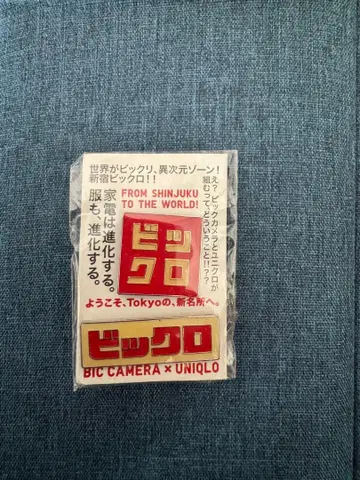 世界がビックリ、異次元ゾーン!
新宿ビックロ!!
え?ビックカメラとユニクロが
組むって、どういうこと!!??
家電は進化する。
服も、進化する。
FROM SHINJUKU
TO THE WORLD!
ビッ
クロ
ようこそ、Tokyoの、新名所へ。
ビックロ
BIC CAMERA × UNIQLO